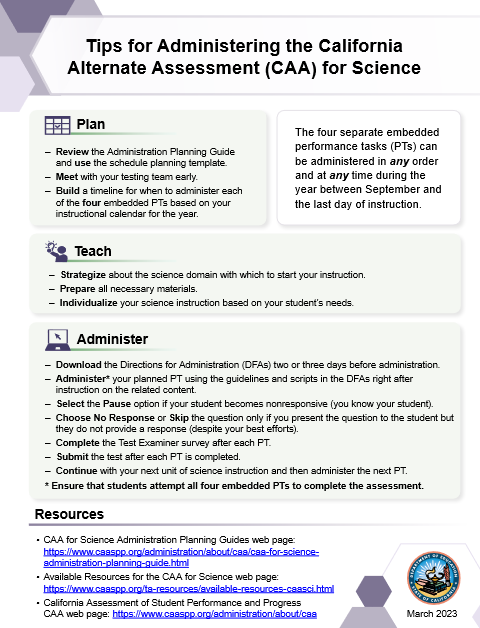 Tips for Administering the California
Alternate Assessment (CAA) for Science
Plan
– Review the Administration Planning Guide
and use the schedule planning template.
– Meet with your testing team early.
– Build a timeline for when to administer each
of the four embedded PTs based on your
instructional calendar for the year.
The four separate embedded
performance tasks (PTs) can
be administered in any order
and at any time during the
year between September and
the last day of instruction.
Teach
– Strategize about the science domain with which to start your instruction.
– Prepare all necessary materials.
– Individualize your science instruction based on your student's needs.
Administer
– Download the Directions for Administration (DFAs) two or three days before administration.
– Administer* your planned PT using the guidelines and scripts in the DFAs right after
instruction on the related content.
– Select the Pause option if your student becomes nonresponsive (you know your student).
– Choose No Response or Skip the question only if you present the question to the student but
they do not provide a response (despite your best efforts).
– Complete the Test Examiner survey after each PT.
– Submit the test after each PT is completed.
– Continue with your next unit of science instruction and then administer the next PT.
* Ensure that students attempt all four embedded PTs to complete the assessment.
Resources
• CAA for Science Administration Planning Guides web page:
https://www.caaspp.org/administration/about/caa/caa-for-science-
administration-planning-guide.html
• Available Resources for the CAA for Science web page:
https://www.caaspp.org/ta-resources/available-resources-caasci.html
• California Assessment of Student Performance and Progress
CAA web page: https://www.caaspp.org/administration/about/caa
DEPARTMENT OF EDUCATION
STATE OF CALIFORNIA
March 2023